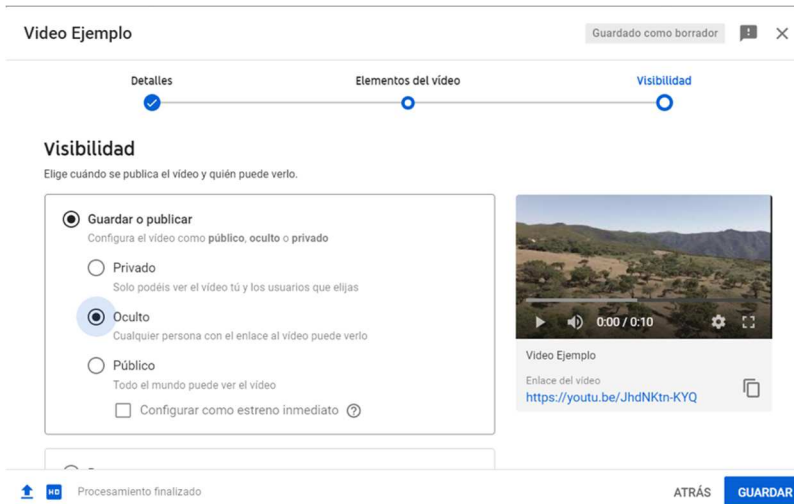 Video Ejemplo
Guardado como borrador
Detalles
Elementos del vídeo
Visibilidad
Visibilidad
Elige cuándo se publica el vídeo y quién puede verlo.
Guardar o publicar
Configura el vídeo como público, oculto o privado
Privado
Solo podéis ver el vídeo tú y los usuarios que elijas
Oculto
Cualquier persona con el enlace al vídeo puede verlo
Público
Todo el mundo puede ver el vídeo
Configurar como estreno inmediato
0:00 / 0:10
Video Ejemplo
Enlace del vídeo
https://youtu.be/JhdNKtn-KYQ
HD
Procesamiento finalizado
ATRÁS
GUARDAR